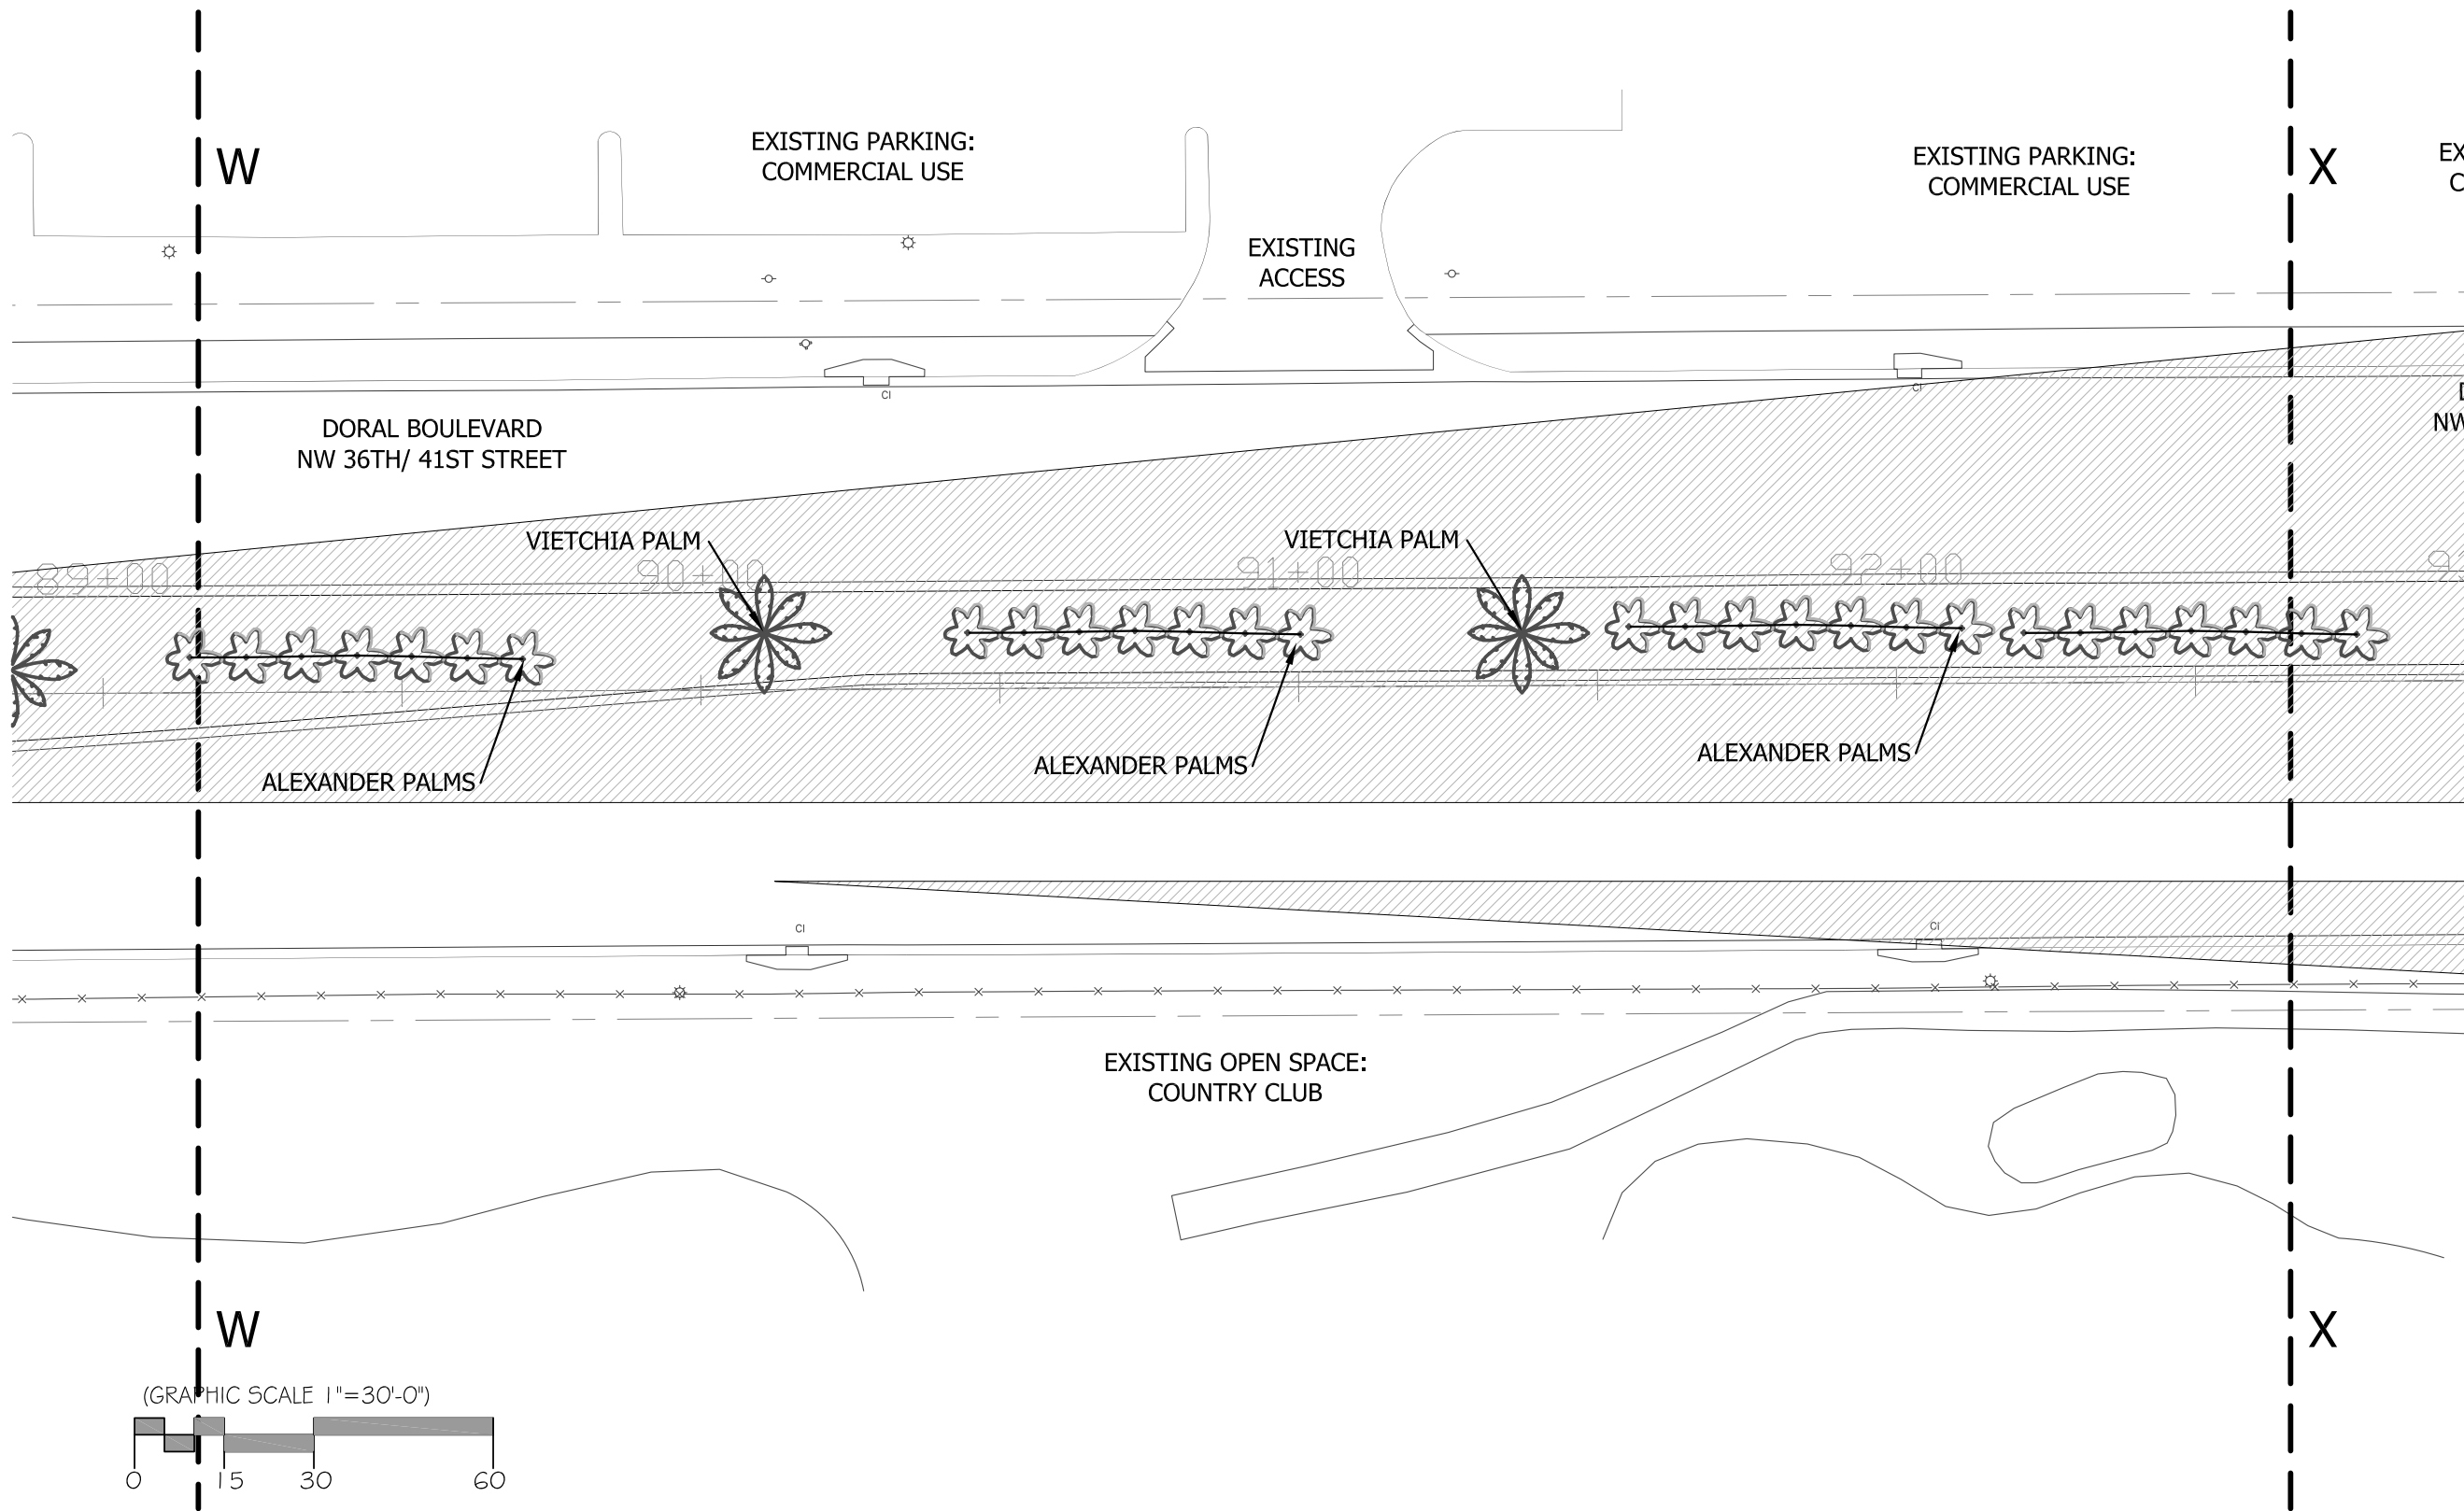 W
EXISTING PARKING:
COMMERCIAL USE
EXISTING PARKING:
COMMERCIAL USE
X
EXISTING
ACCESS
CI
CI
DORAL BOULEVARD
NW 36TH/ 41ST STREET
NW
VIETCHIA PALM
VIETCHIA PALM
89+00
90+00
91+00
92+00
ALEXANDER PALMS
ALEXANDER PALMS
ALEXANDER PALMS
CI
CI
EXISTING OPEN SPACE:
COUNTRY CLUB
W
X
(GRAPHIC SCALE 1"=30'-0")
0 15 30 60